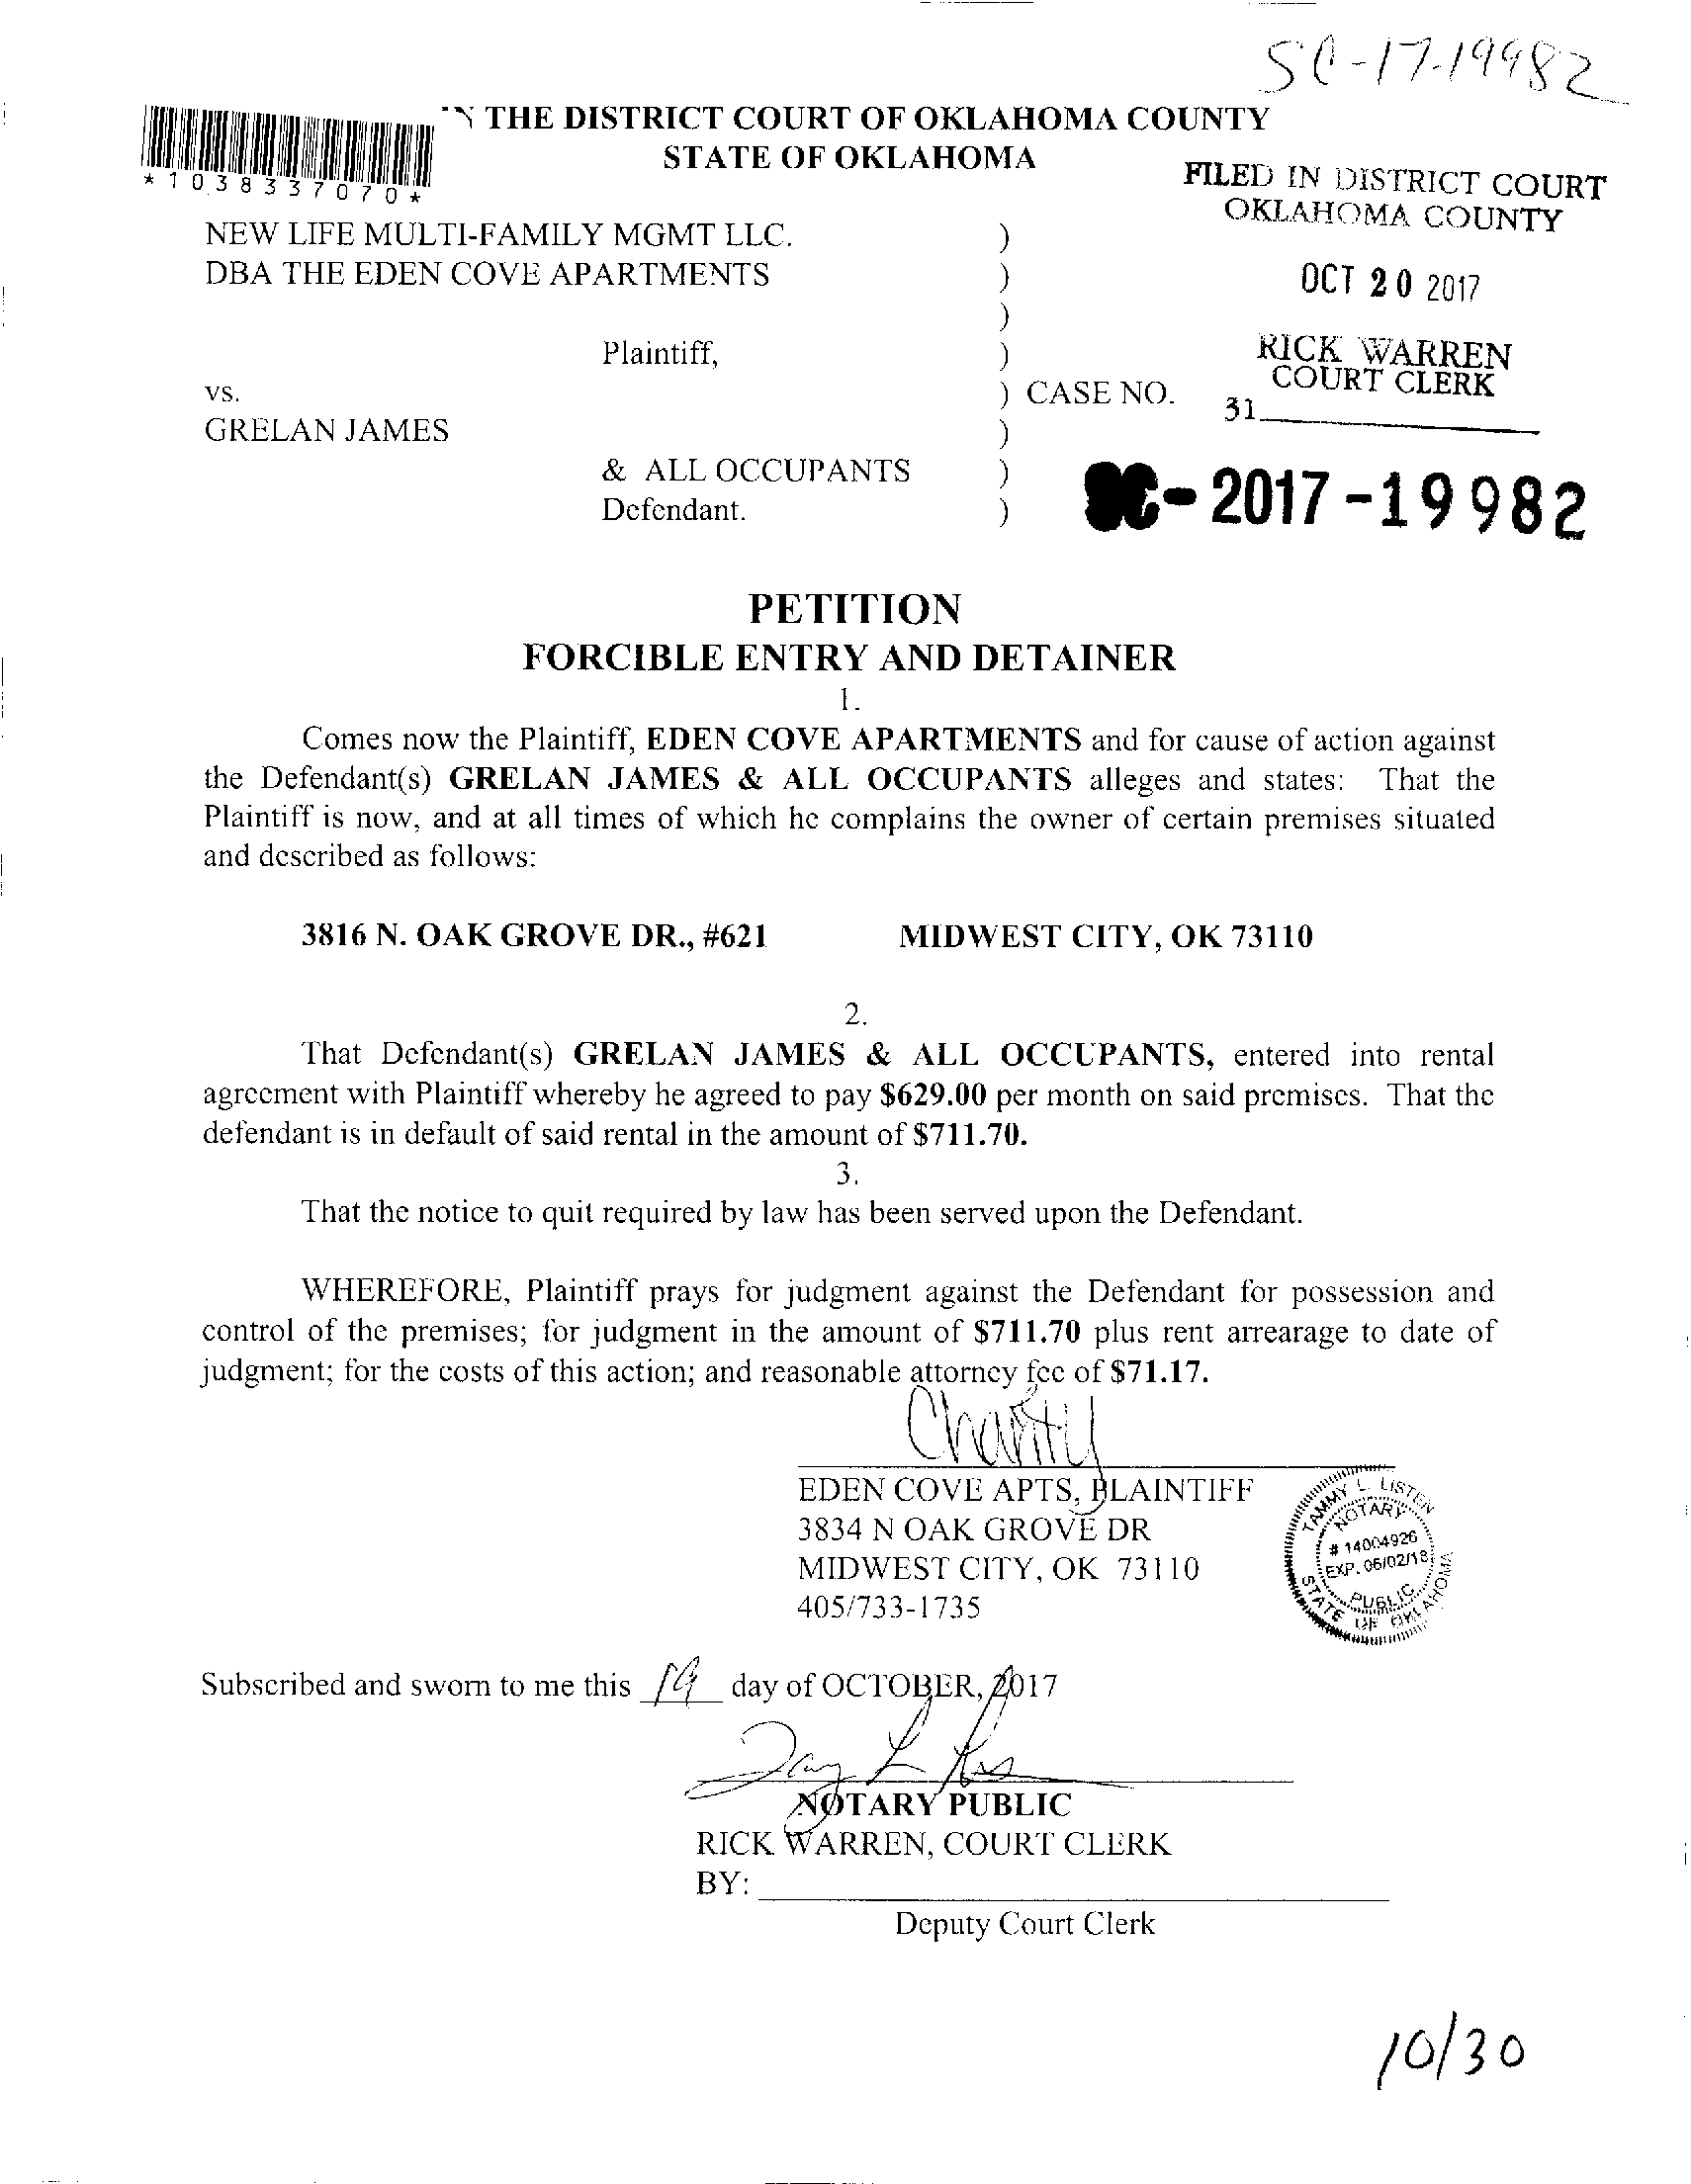 SC-17-19982
THE DISTRICT COURT OF OKLAHOMA COUNTY
STATE OF OKLAHOMA
*1038337070*
FILED IN DISTRICT COURT
OKLAHOMA COUNTY
OCT 20 2017
RICK WARREN
COURT CLERK
31
NEW LIFE MULTI-FAMILY MGMT LLC. )
DBA THE EDEN COVE APARTMENTS )
)
Plaintiff, )
vs. ) CASE NO.
GRELAN JAMES )
& ALL OCCUPANTS )
Defendant. )
SC-2017-19982
PETITION
FORCIBLE ENTRY AND DETAINER
1.
Comes now the Plaintiff, EDEN COVE APARTMENTS and for cause of action against
the Defendant(s) GRELAN JAMES & ALL OCCUPANTS alleges and states: That the
Plaintiff is now, and at all times of which he complains the owner of certain premises situated
and described as follows:
3816 N. OAK GROVE DR., #621 MIDWEST CITY, OK 73110
2.
That Defendant(s) GRELAN JAMES & ALL OCCUPANTS, entered into rental
agreement with Plaintiff whereby he agreed to pay $629.00 per month on said premises. That the
defendant is in default of said rental in the amount of $711.70.
3.
That the notice to quit required by law has been served upon the Defendant.
WHEREFORE, Plaintiff prays for judgment against the Defendant for possession and
control of the premises; for judgment in the amount of $711.70 plus rent arrearage to date of
judgment; for the costs of this action; and reasonable attorney fee of $71.17.
Charity
EDEN COVE APTS, PLAINTIFF
3834 N OAK GROVE DR
MIDWEST CITY, OK 73110
405/733-1735
TAMMY L. LISTEN
NOTARY
# 14004926
EXP. 06/02/18
PUBLIC
STATE OF OKLAHOMA
Subscribed and sworn to me this 19 day of OCTOBER, 2017
NOTARY PUBLIC
RICK WARREN, COURT CLERK
BY:
Deputy Court Clerk
10/30